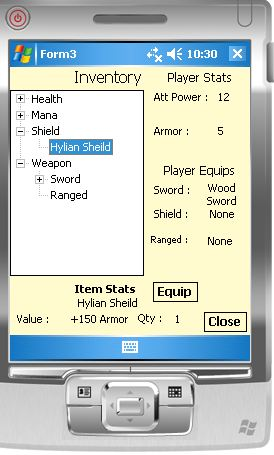 Form3 10:30
Inventory Player Stats
Health Att Power : 12
Mana
Shield Armor : 5
Hylian Sheild
Weapon Player Equips
Sword Sword : Wood Sword
Ranged Shield : None
Ranged : None
Item Stats
Hylian Sheild Equip
Value : +150 Armor Qty : 1 Close